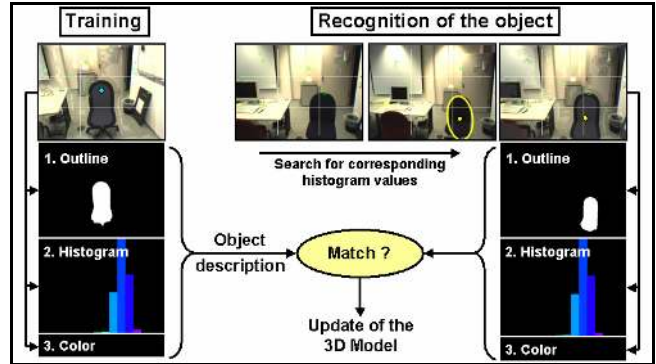 Training
Recognition of the object
1. Outline
2. Histogram
3. Color
Object
description
Search for corresponding
histogram values
Match ?
Update of the
3D Model
1. Outline
2. Histogram
3. Color